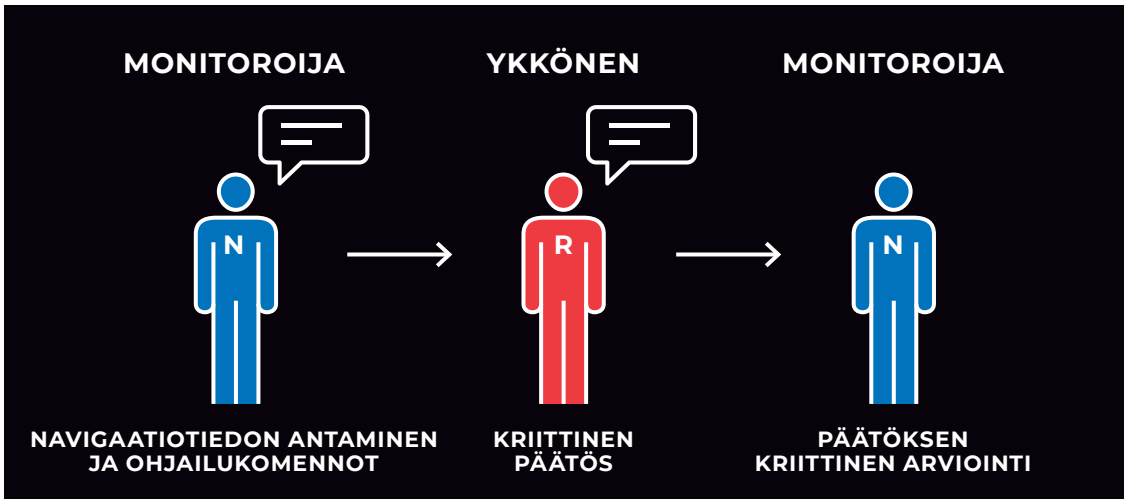 MONITOROIJA
YKKÖNEN
MONITOROIJA
N
R
N
NAVIGAATIOTIEDON ANTAMINEN
JA OHJAILUKOMENNOT
KRIITTINEN
PÄÄTÖS
PÄÄTÖKSEN
KRIITTINEN ARVIOINTI